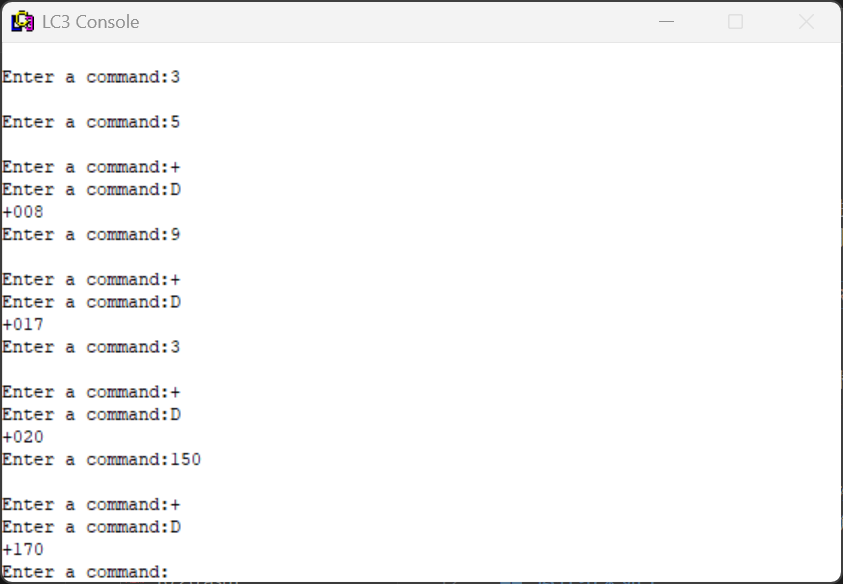 LC3 Console
Enter a command:3
Enter a command:5
Enter a command:+
Enter a command:D
+008
Enter a command:9
Enter a command:+
Enter a command:D
+017
Enter a command:3
Enter a command:+
Enter a command:D
+020
Enter a command:150
Enter a command:+
Enter a command:D
+170
Enter a command: